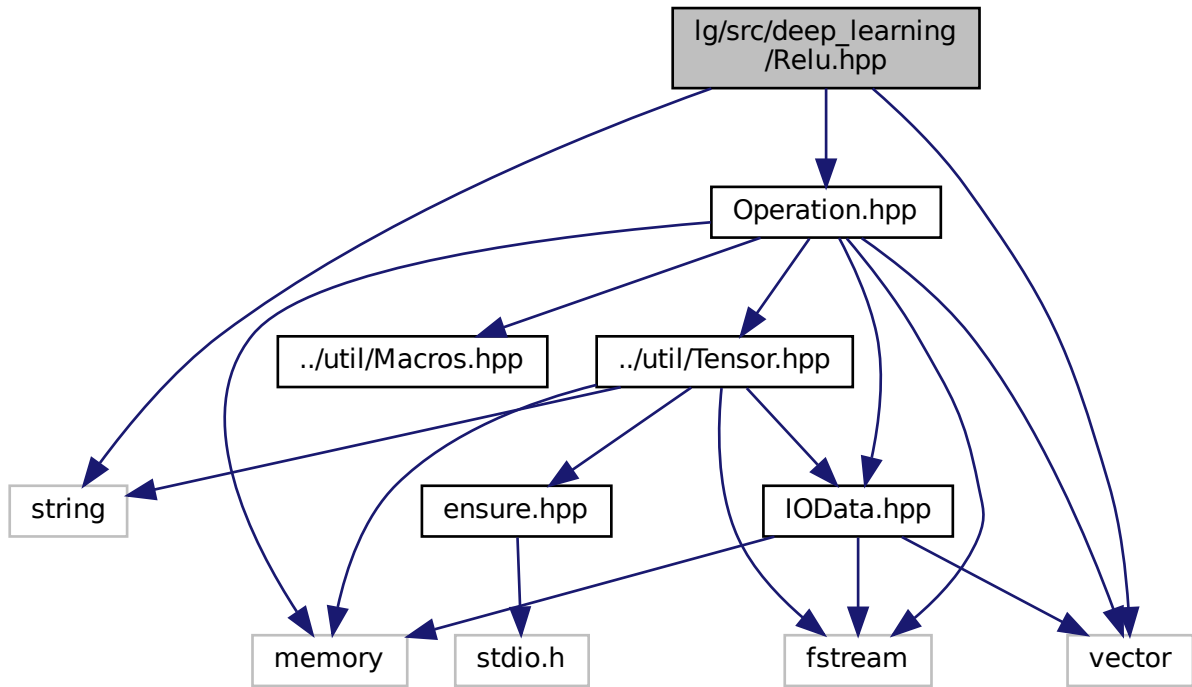 lg/src/deep_learning
/Relu.hpp
Operation.hpp
../util/Macros.hpp
../util/Tensor.hpp
string
ensure.hpp
IOData.hpp
memory
stdio.h
fstream
vector